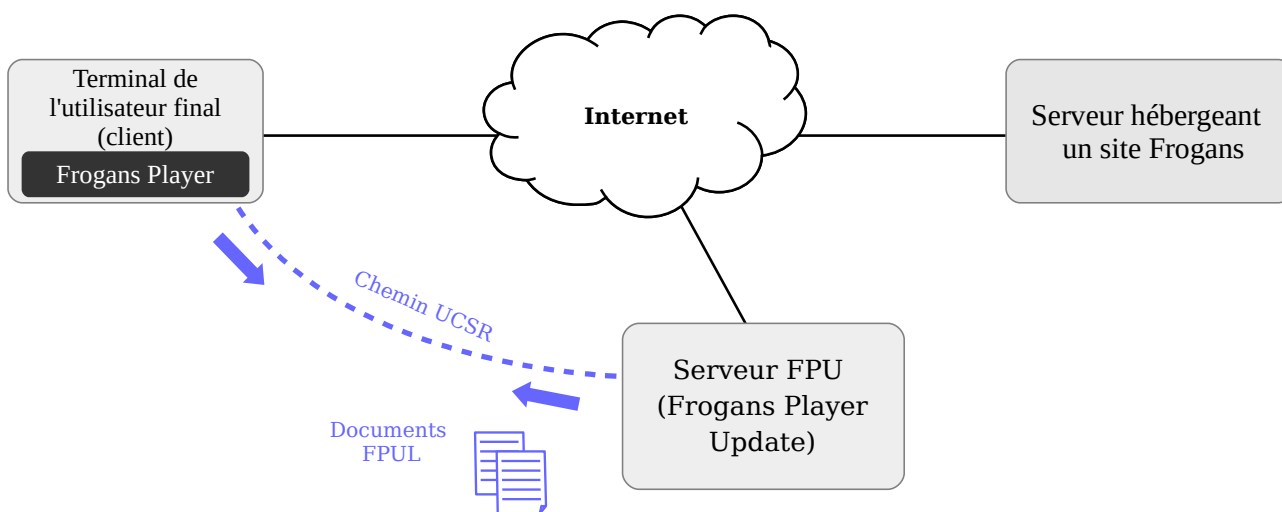 Terminal de
l'utilisateur final
(client)
Frogans Player
Internet
Serveur hébergeant
un site Frogans
Chemin UCSR
Serveur FPU
(Frogans Player
Update)
Documents
FPUL